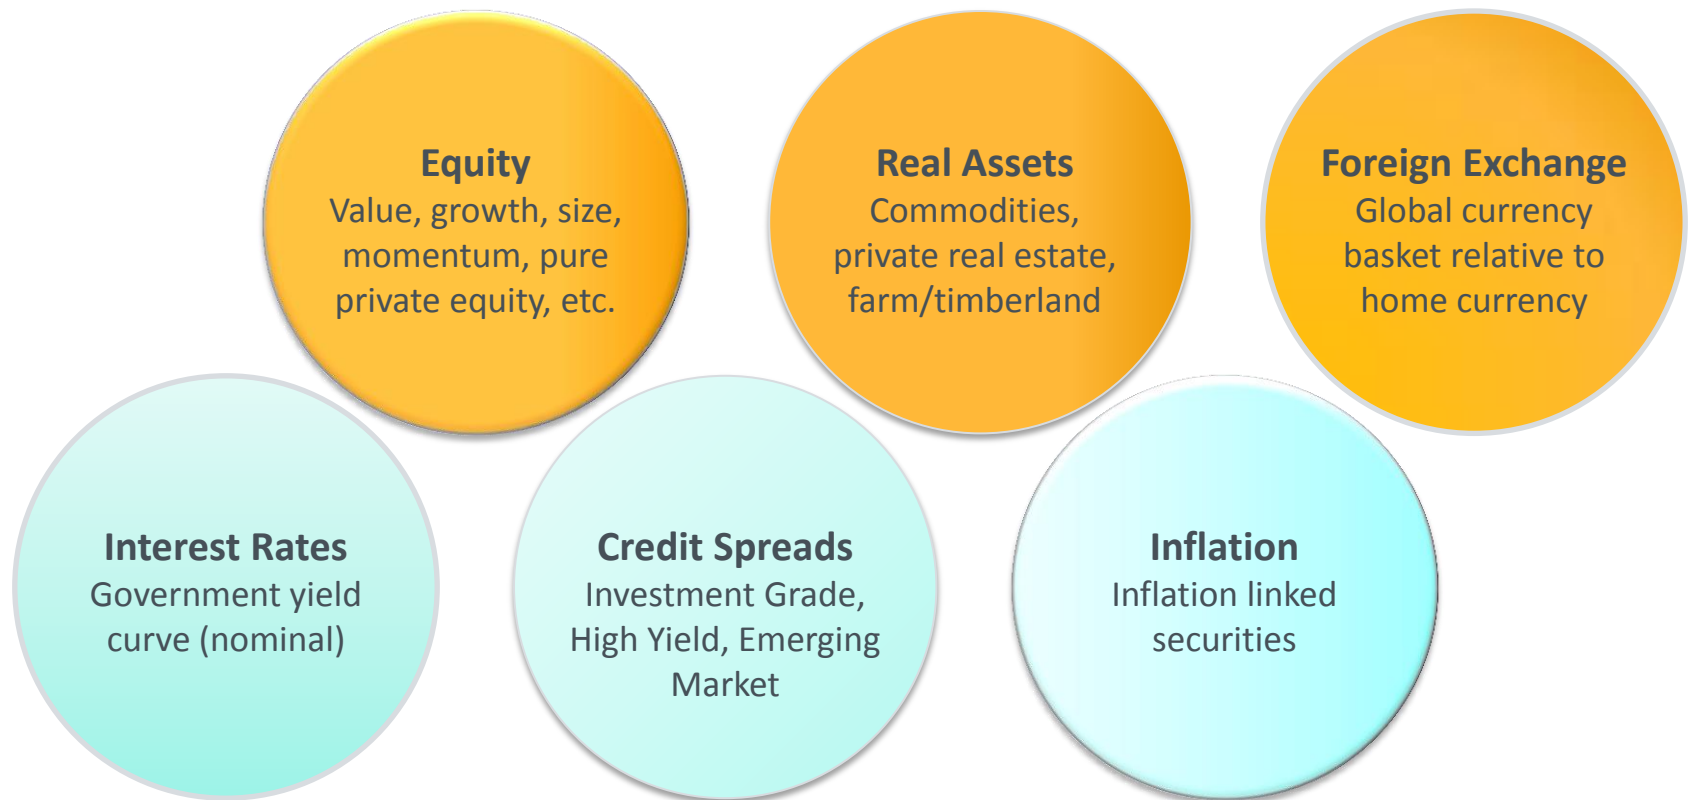 Equity
Value, growth, size,
momentum, pure
private equity, etc.
Real Assets
Commodities,
private real estate,
farm/timberland
Foreign Exchange
Global currency
basket relative to
home currency
Interest Rates
Government yield
curve (nominal)
Credit Spreads
Investment Grade,
High Yield, Emerging
Market
Inflation
Inflation linked
securities